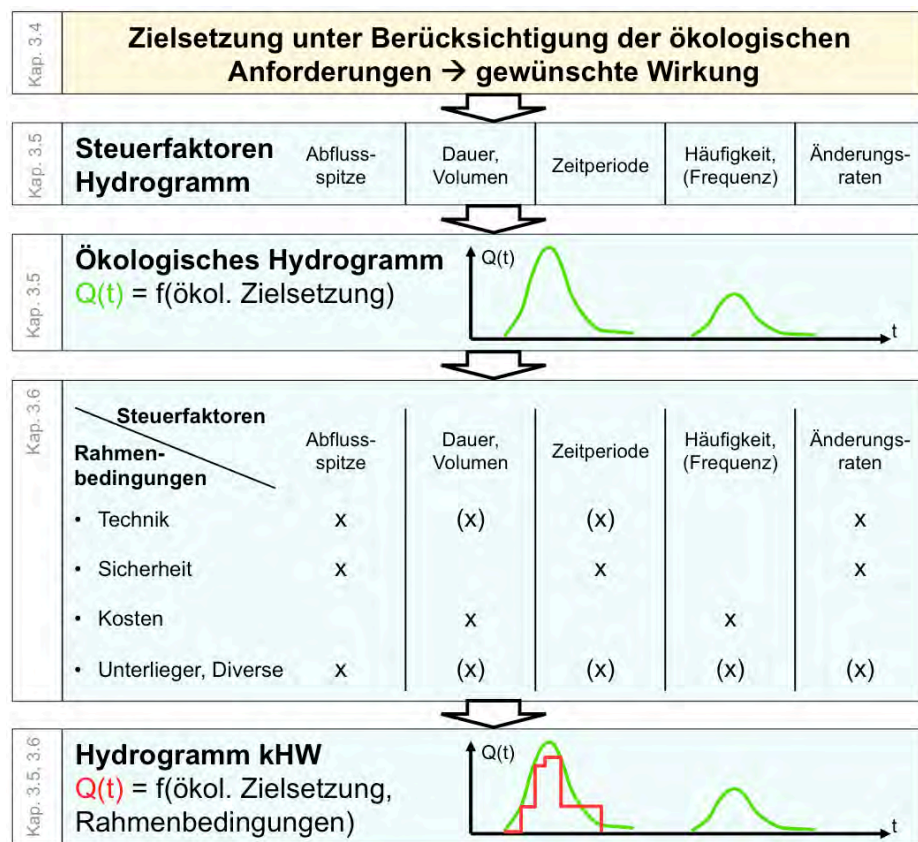 Kap. 3.4
Zielsetzung unter Berücksichtigung der ökologischen
Anforderungen → gewünschte Wirkung
Kap. 3.5
Steuerfaktoren
Hydrogramm
Abfluss-
spitze
Dauer,
Volumen
Zeitperiode
Häufigkeit,
(Frequenz)
Änderungs-
raten
Kap. 3.5
Ökologisches Hydrogramm
Q(t) = f(ökol. Zielsetzung)
Q(t)
t
Kap. 3.6
Steuerfaktoren
Rahmen-
bedingungen
Abfluss-
spitze
Dauer,
Volumen
Zeitperiode
Häufigkeit,
(Frequenz)
Änderungs-
raten
• Technik x (x) (x) x
• Sicherheit x x x
• Kosten x x
• Unterlieger, Diverse x (x) (x) (x) (x)
Kap. 3.5, 3.6
Hydrogramm kHW
Q(t) = f(ökol. Zielsetzung,
Rahmenbedingungen)
Q(t)
t